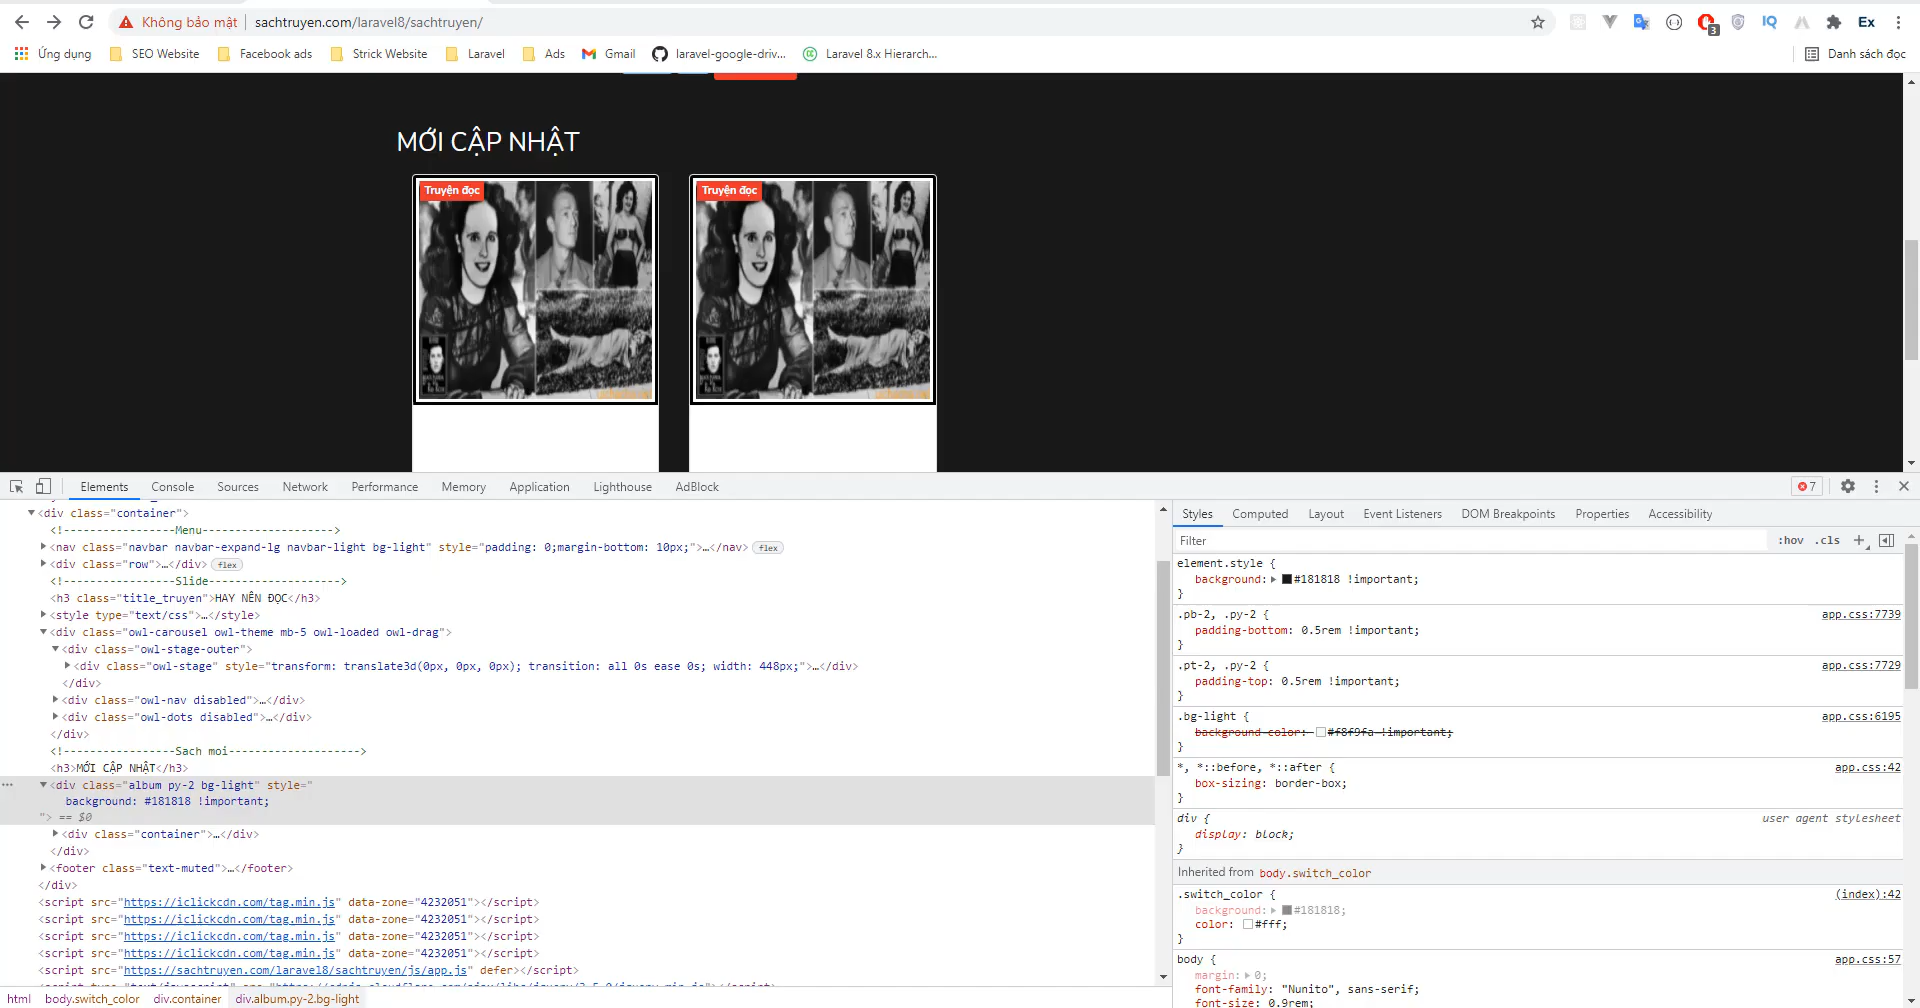 Không bảo mật sachtruyen.com/laravel8/sachtruyen/ 3 IQ Ex
Ứng dụng SEO Website Facebook ads Strick Website Laravel Ads Gmail laravel-google-driv... Laravel 8.x Hierarch... Danh sách đọc
MỚI CẬP NHẬT
Truyện đọc Truyện đọc
Elements Console Sources Network Performance Memory Application Lighthouse AdBlock 7
<div class="container">
<!----------------Menu------------------->
<nav class="navbar navbar-expand-lg navbar-light bg-light" style="padding: 0;margin-bottom: 10px;">…</nav> flex
<div class="row">…</div> flex
<!----------------Slide------------------->
<h3 class="title_truyen">HAY NÊN ĐỌC</h3>
<style type="text/css">…</style>
<div class="owl-carousel owl-theme mb-5 owl-loaded owl-drag">
<div class="owl-stage-outer">
<div class="owl-stage" style="transform: translate3d(0px, 0px, 0px); transition: all 0s ease 0s; width: 448px;">…</div>
</div>
<div class="owl-nav disabled">…</div>
<div class="owl-dots disabled">…</div>
</div>
<!----------------Sach moi------------------->
<h3>MỚI CẬP NHẬT</h3>
<div class="album py-2 bg-light" style="
background: #181818 !important;
"> == $0
<div class="container">…</div>
</div>
<footer class="text-muted">…</footer>
</div>
<script src="https://iclickcdn.com/tag.min.js" data-zone="4232051"></script>
<script src="https://iclickcdn.com/tag.min.js" data-zone="4232051"></script>
<script src="https://iclickcdn.com/tag.min.js" data-zone="4232051"></script>
<script src="https://iclickcdn.com/tag.min.js" data-zone="4232051"></script>
<script src="https://sachtruyen.com/laravel8/sachtruyen/js/app.js" defer></script>
html body.switch_color div.container div.album.py-2.bg-light
Styles Computed Layout Event Listeners DOM Breakpoints Properties Accessibility
Filter :hov .cls +
element.style {
background: #181818 !important;
}
.pb-2, .py-2 { app.css:7739
padding-bottom: 0.5rem !important;
}
.pt-2, .py-2 { app.css:7729
padding-top: 0.5rem !important;
}
.bg-light { app.css:6195
background-color: #f8f9fa !important;
}
*, *::before, *::after { app.css:42
box-sizing: border-box;
}
div { user agent stylesheet
display: block;
}
Inherited from body.switch_color
.switch_color { (index):42
background: #181818;
color: #fff;
}
body { app.css:57
margin: 0;
font-family: "Nunito", sans-serif;
font-size: 0.9rem;